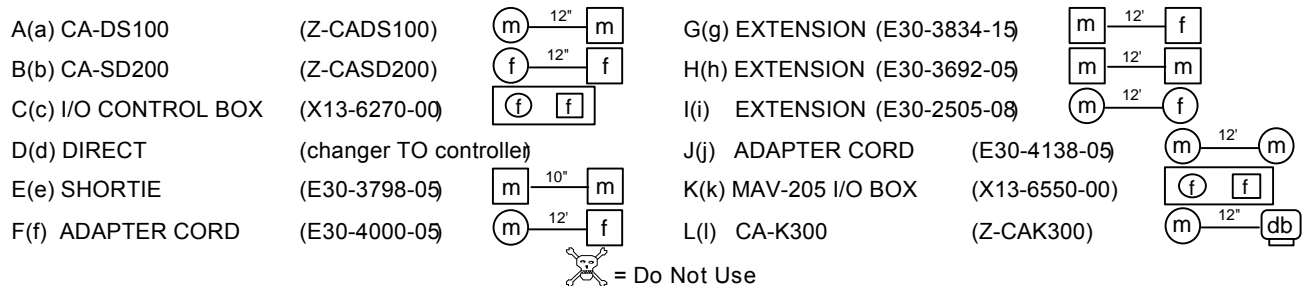 A(a) CA-DS100 (Z-CADS100) m 12" m
B(b) CA-SD200 (Z-CASD200) f 12" f
C(c) I/O CONTROL BOX (X13-6270-00) f f
D(d) DIRECT (changer TO controller)
E(e) SHORTIE (E30-3798-05) m 10" m
F(f) ADAPTER CORD (E30-4000-05) m 12' f
G(g) EXTENSION (E30-3834-15) m 12' f
H(h) EXTENSION (E30-3692-05) m 12' m
I(i) EXTENSION (E30-2505-08) m 12' f
J(j) ADAPTER CORD (E30-4138-05) m 12' m
K(k) MAV-205 I/O BOX (X13-6550-00) f f
L(l) CA-K300 (Z-CAK300) m 12" db
= Do Not Use